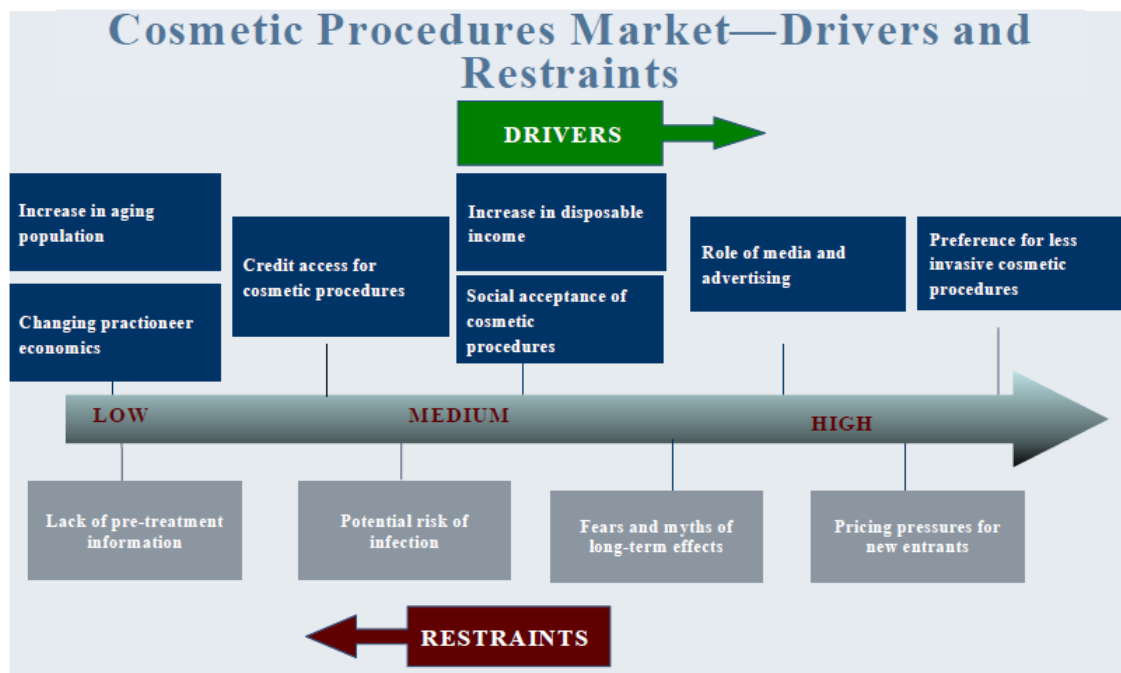 Cosmetic Procedures Market—Drivers and
Restraints
DRIVERS
Increase in aging
population
Changing practioneer
economics
Credit access for
cosmetic procedures
Increase in disposable
income
Social acceptance of
cosmetic
procedures
Role of media and
advertising
Preference for less
invasive cosmetic
procedures
LOW
MEDIUM
HIGH
Lack of pre-treatment
information
Potential risk of
infection
Fears and myths of
long-term effects
Pricing pressures for
new entrants
RESTRAINTS